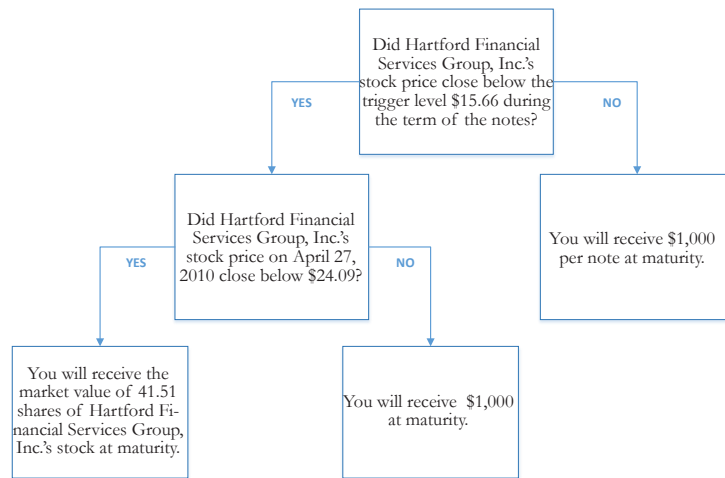 Did Hartford Financial
Services Group, Inc.'s
stock price close below the
trigger level $15.66 during
the term of the notes?
YES
NO
Did Hartford Financial
Services Group, Inc.'s
stock price on April 27,
2010 close below $24.09?
You will receive $1,000
per note at maturity.
YES
NO
You will receive the
market value of 41.51
shares of Hartford Fi-
nancial Services Group,
Inc.'s stock at maturity.
You will receive $1,000
at maturity.